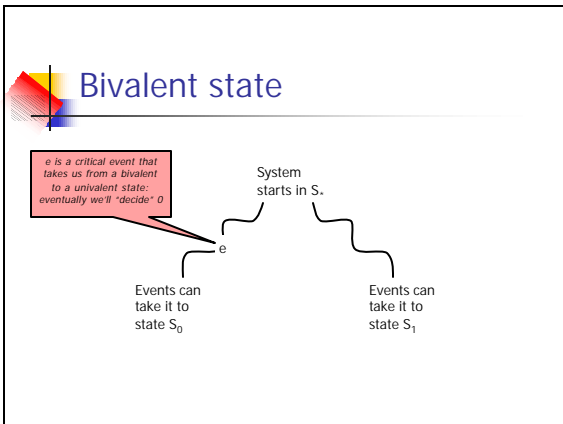 Bivalent state
e is a critical event that
takes us from a bivalent
to a univalent state:
eventually we'll "decide" 0
System
starts in S*
e
Events can
take it to
state S0
Events can
take it to
state S1